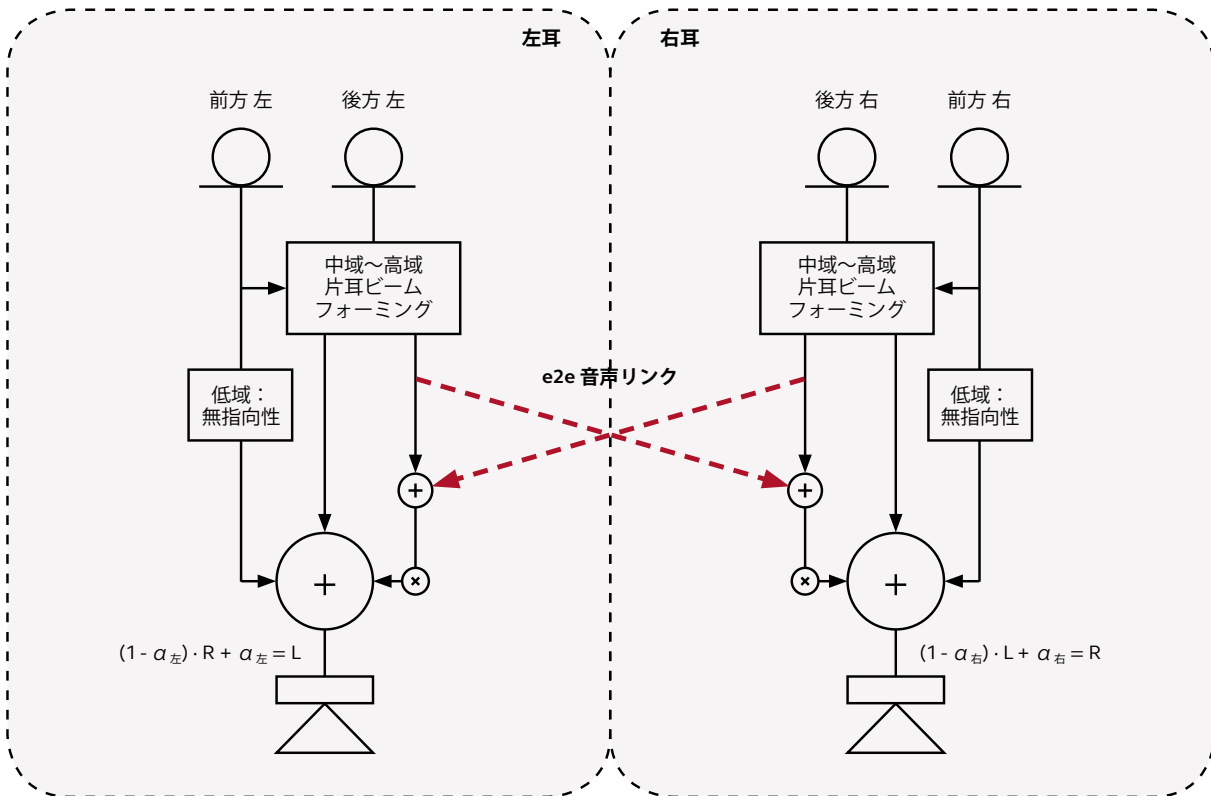 左耳
右耳
前方 左
後方 左
後方 右
前方 右
中域～高域
片耳ビーム
フォーミング
中域～高域
片耳ビーム
フォーミング
e2e 音声リンク
低域：
無指向性
低域：
無指向性
+
+
×
×
+
+
(1 - α左) · R + α左 = L
(1 - α右) · L + α右 = R